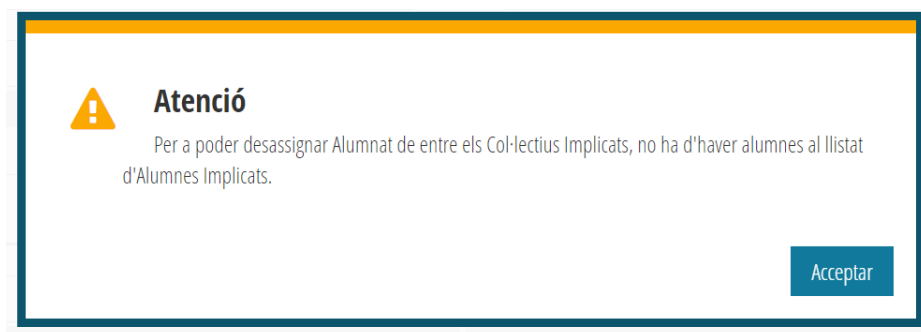 Atenció
Per a poder desassignar Alumnat de entre els Col·lectius Implicats, no ha d'haver alumnes al llistat
d'Alumnes Implicats.
Acceptar